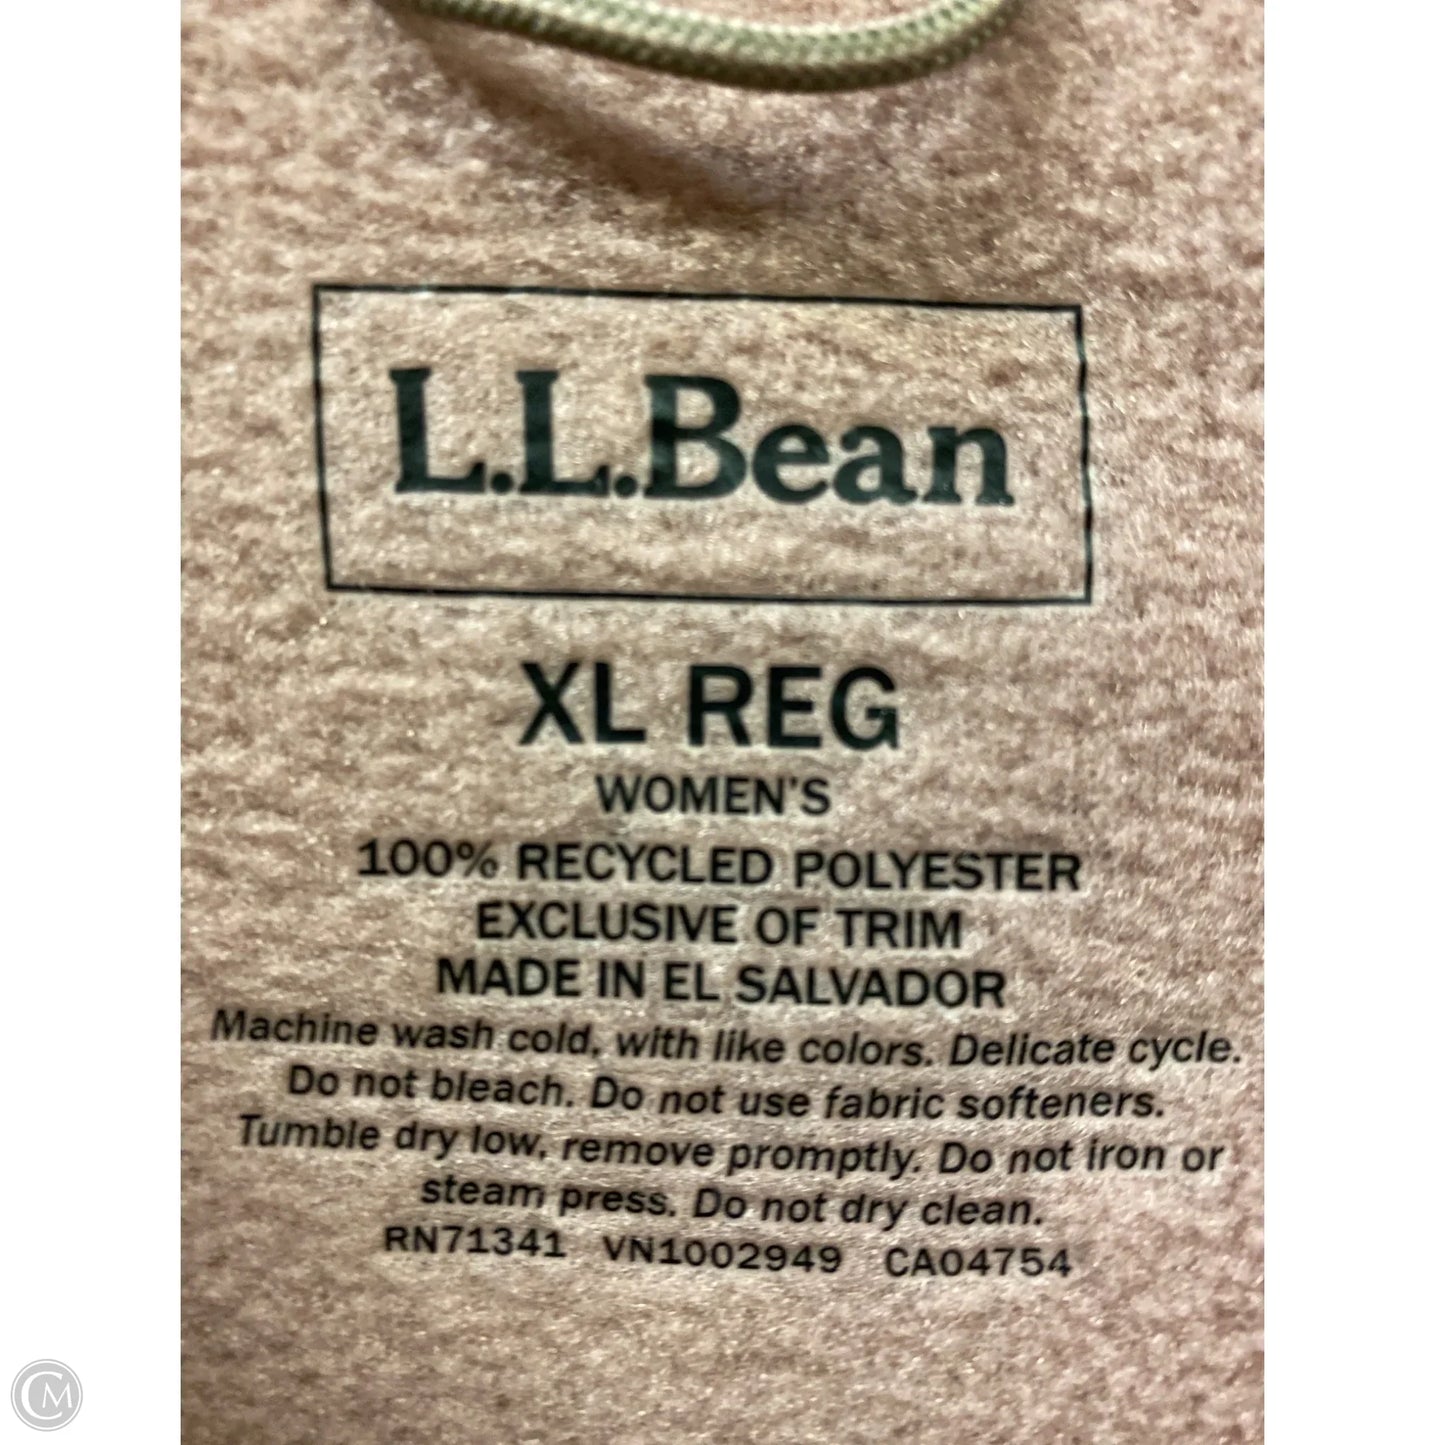 L.L.Bean
XL REG
WOMEN'S
100% RECYCLED POLYESTER
EXCLUSIVE OF TRIM
MADE IN EL SALVADOR
Machine wash cold, with like colors. Delicate cycle.
Do not bleach. Do not use fabric softeners.
Tumble dry low, remove promptly. Do not iron or
steam press. Do not dry clean.
RN71341 VN1002949 CA04754
CM